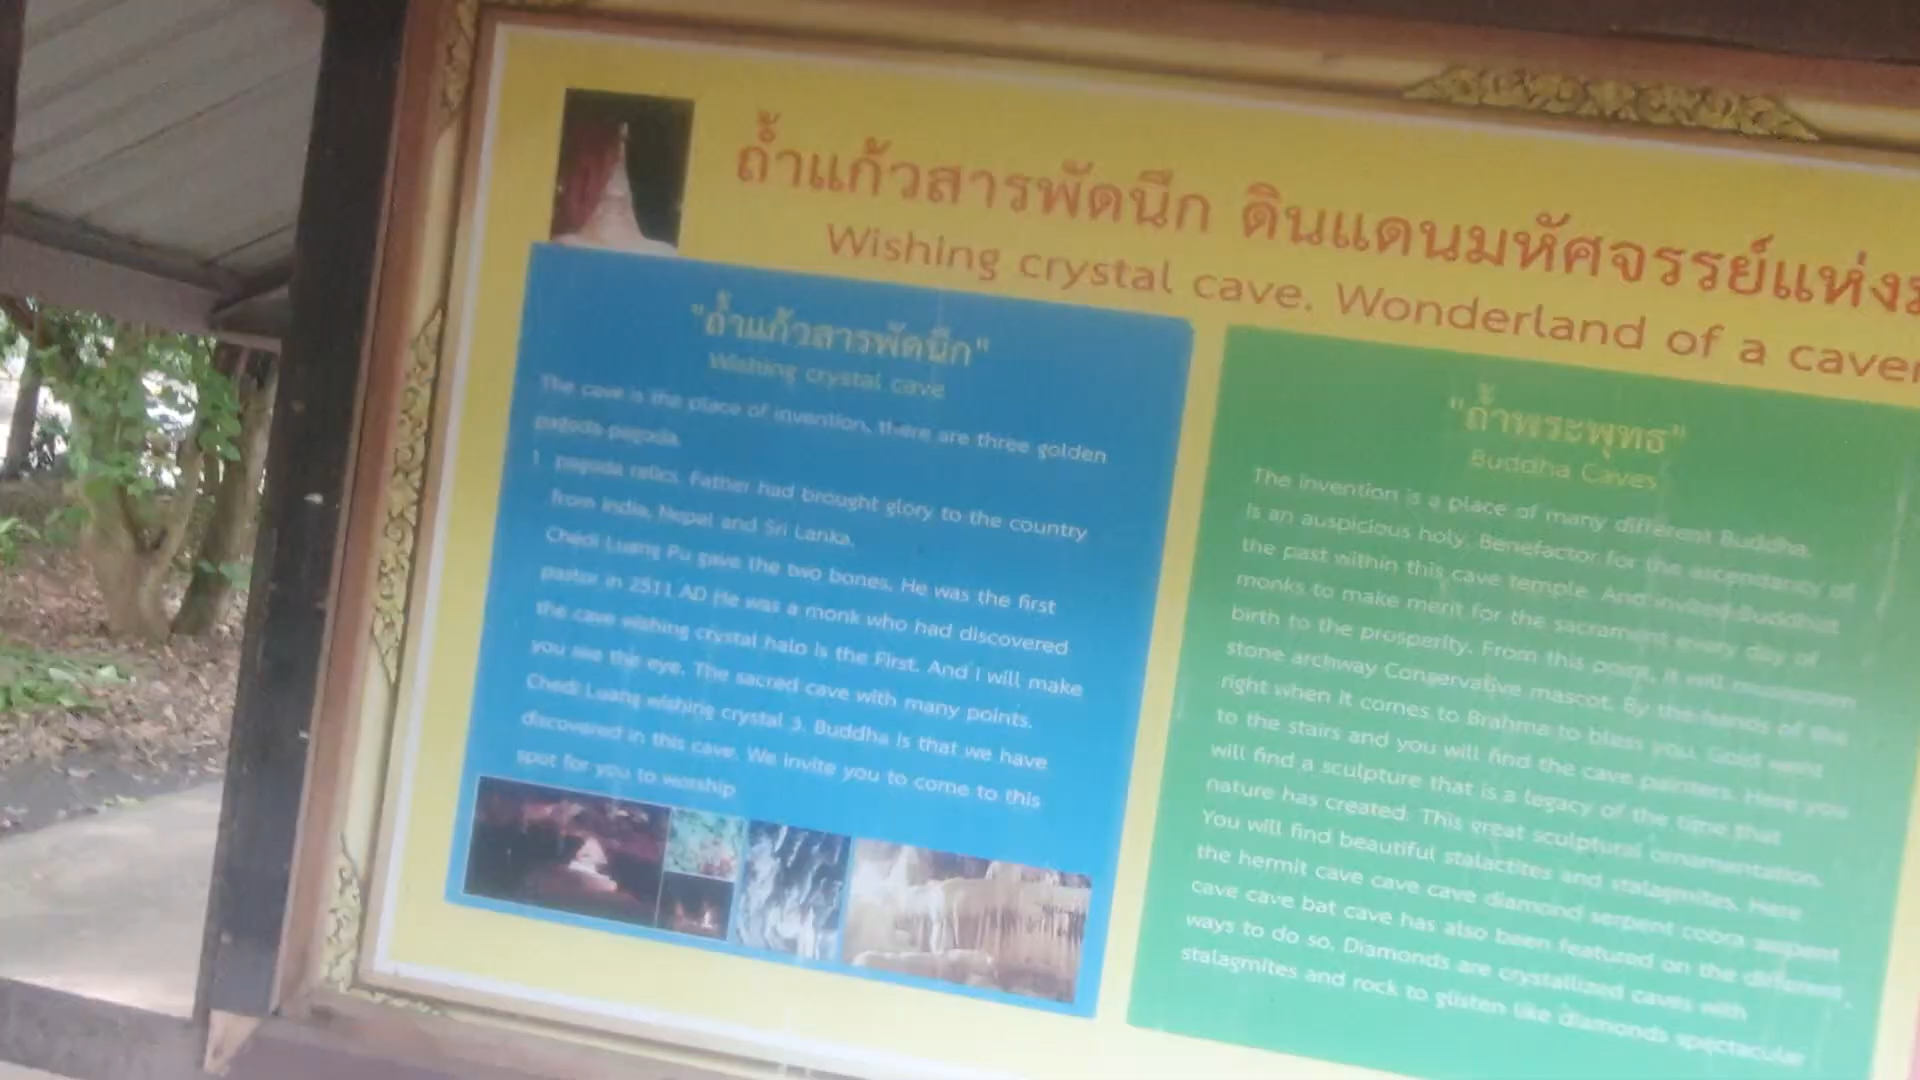 ถ้ำแก้วสารพัดนึก ดินแดนมหัศจรรย์แห่ง
Wishing crystal cave. Wonderland of a caver
"ถ้ำแก้วสารพัดนึก"
Wishing crystal cave
The cave is the place of invention, there are three golden
pagoda pagoda.
1 pagoda relics. Father had brought glory to the country
from India, Nepal and Sri Lanka.
Chedi Luang Pu gave the two bones. He was the first
pastor in 2511 AD He was a monk who had discovered
the cave wishing crystal halo is the First. And I will make
you see the eye. The sacred cave with many points.
Chedi Luang wishing crystal 3. Buddha is that we have
discovered in this cave. We invite you to come to this
spot for you to worship
"ถ้ำพระพุทธ"
Buddha Caves
The invention is a place of many different Buddha.
Is an auspicious holy. Benefactor for the ascendancy of
the past within this cave temple. And invited Buddhist
monks to make merit for the sacrament every day of
birth to the prosperity. From this point, it will
stone archway Conservative mascot. By the hands of the
right when it comes to Brahma to bless you. Good went
to the stairs and you will find the cave painters. Here you
will find a sculpture that is a legacy of the time that
nature has created. This great sculptural ornamentation.
You will find beautiful stalactites and stalagmites. Here
the hermit cave cave cave diamond serpent cobra serpent
cave cave bat cave has also been featured on the different
ways to do so. Diamonds are crystallized caves with
stalagmites and rock to glisten like diamonds spectacular